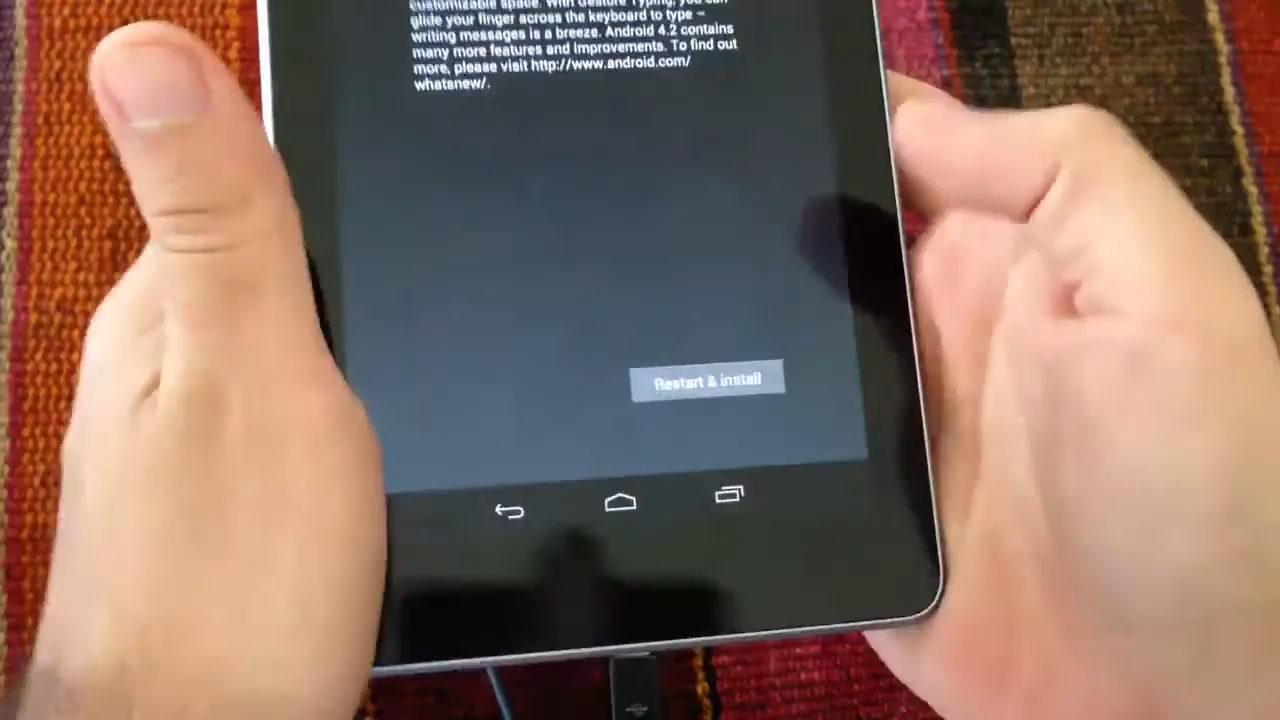 customizable space. With Gesture Typing, you can
glide your finger across the keyboard to type –
writing messages is a breeze. Android 4.2 contains
many more features and improvements. To find out
more, please visit http://www.android.com/
whatsnew/.
Restart & install